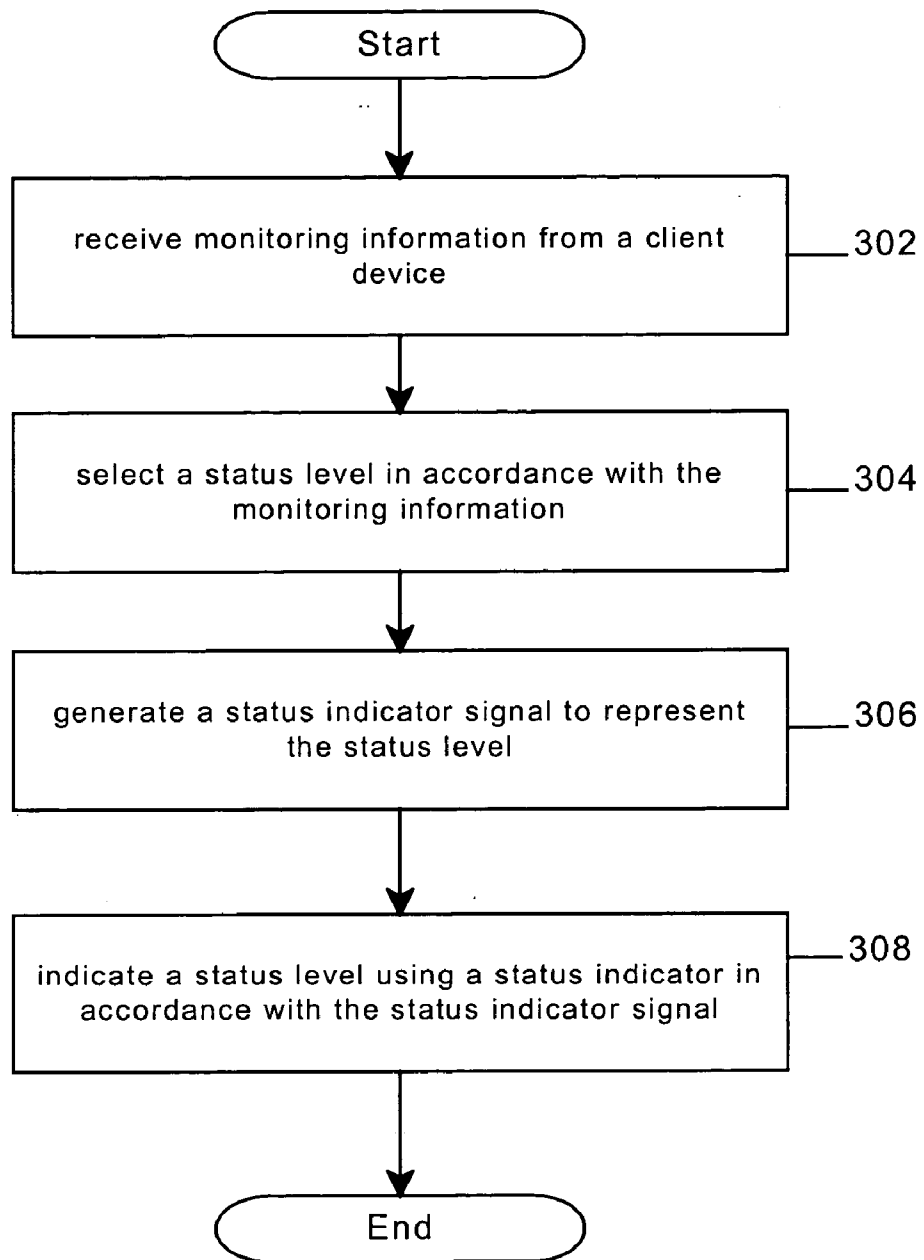 Start
receive monitoring information from a client
device
302
select a status level in accordance with the
monitoring information
304
generate a status indicator signal to represent
the status level
306
indicate a status level using a status indicator in
accordance with the status indicator signal
308
End